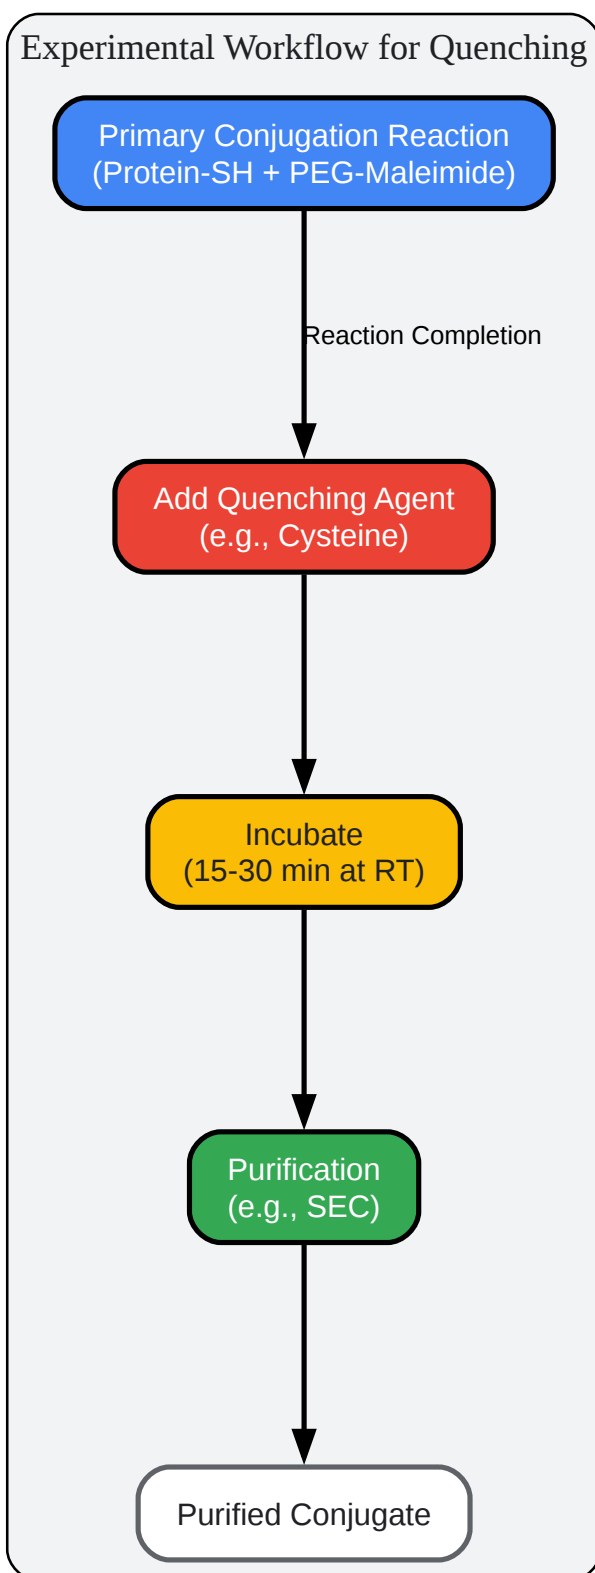 Experimental Workflow for Quenching
Primary Conjugation Reaction
(Protein-SH + PEG-Maleimide)
Reaction Completion
Add Quenching Agent
(e.g., Cysteine)
Incubate
(15-30 min at RT)
Purification
(e.g., SEC)
Purified Conjugate